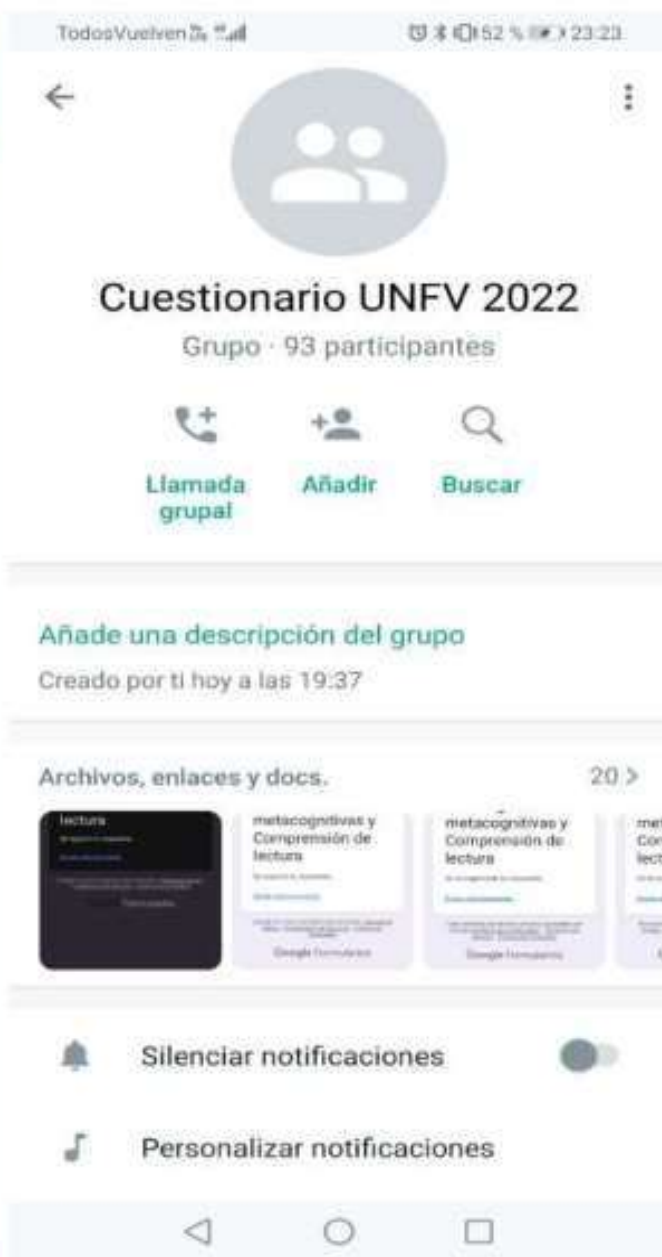 TodosVuelven 52 % 23:23
Cuestionario UNFV 2022
Grupo · 93 participantes
Llamada grupal
Añadir
Buscar
Añade una descripción del grupo
Creado por ti hoy a las 19:37
Archivos, enlaces y docs. 20 >
lectura
metacognitivas y
Comprensión de
lectura
Google Formularios
metacognitivas y
Comprensión de
lectura
Google Formularios
Silenciar notificaciones
Personalizar notificaciones